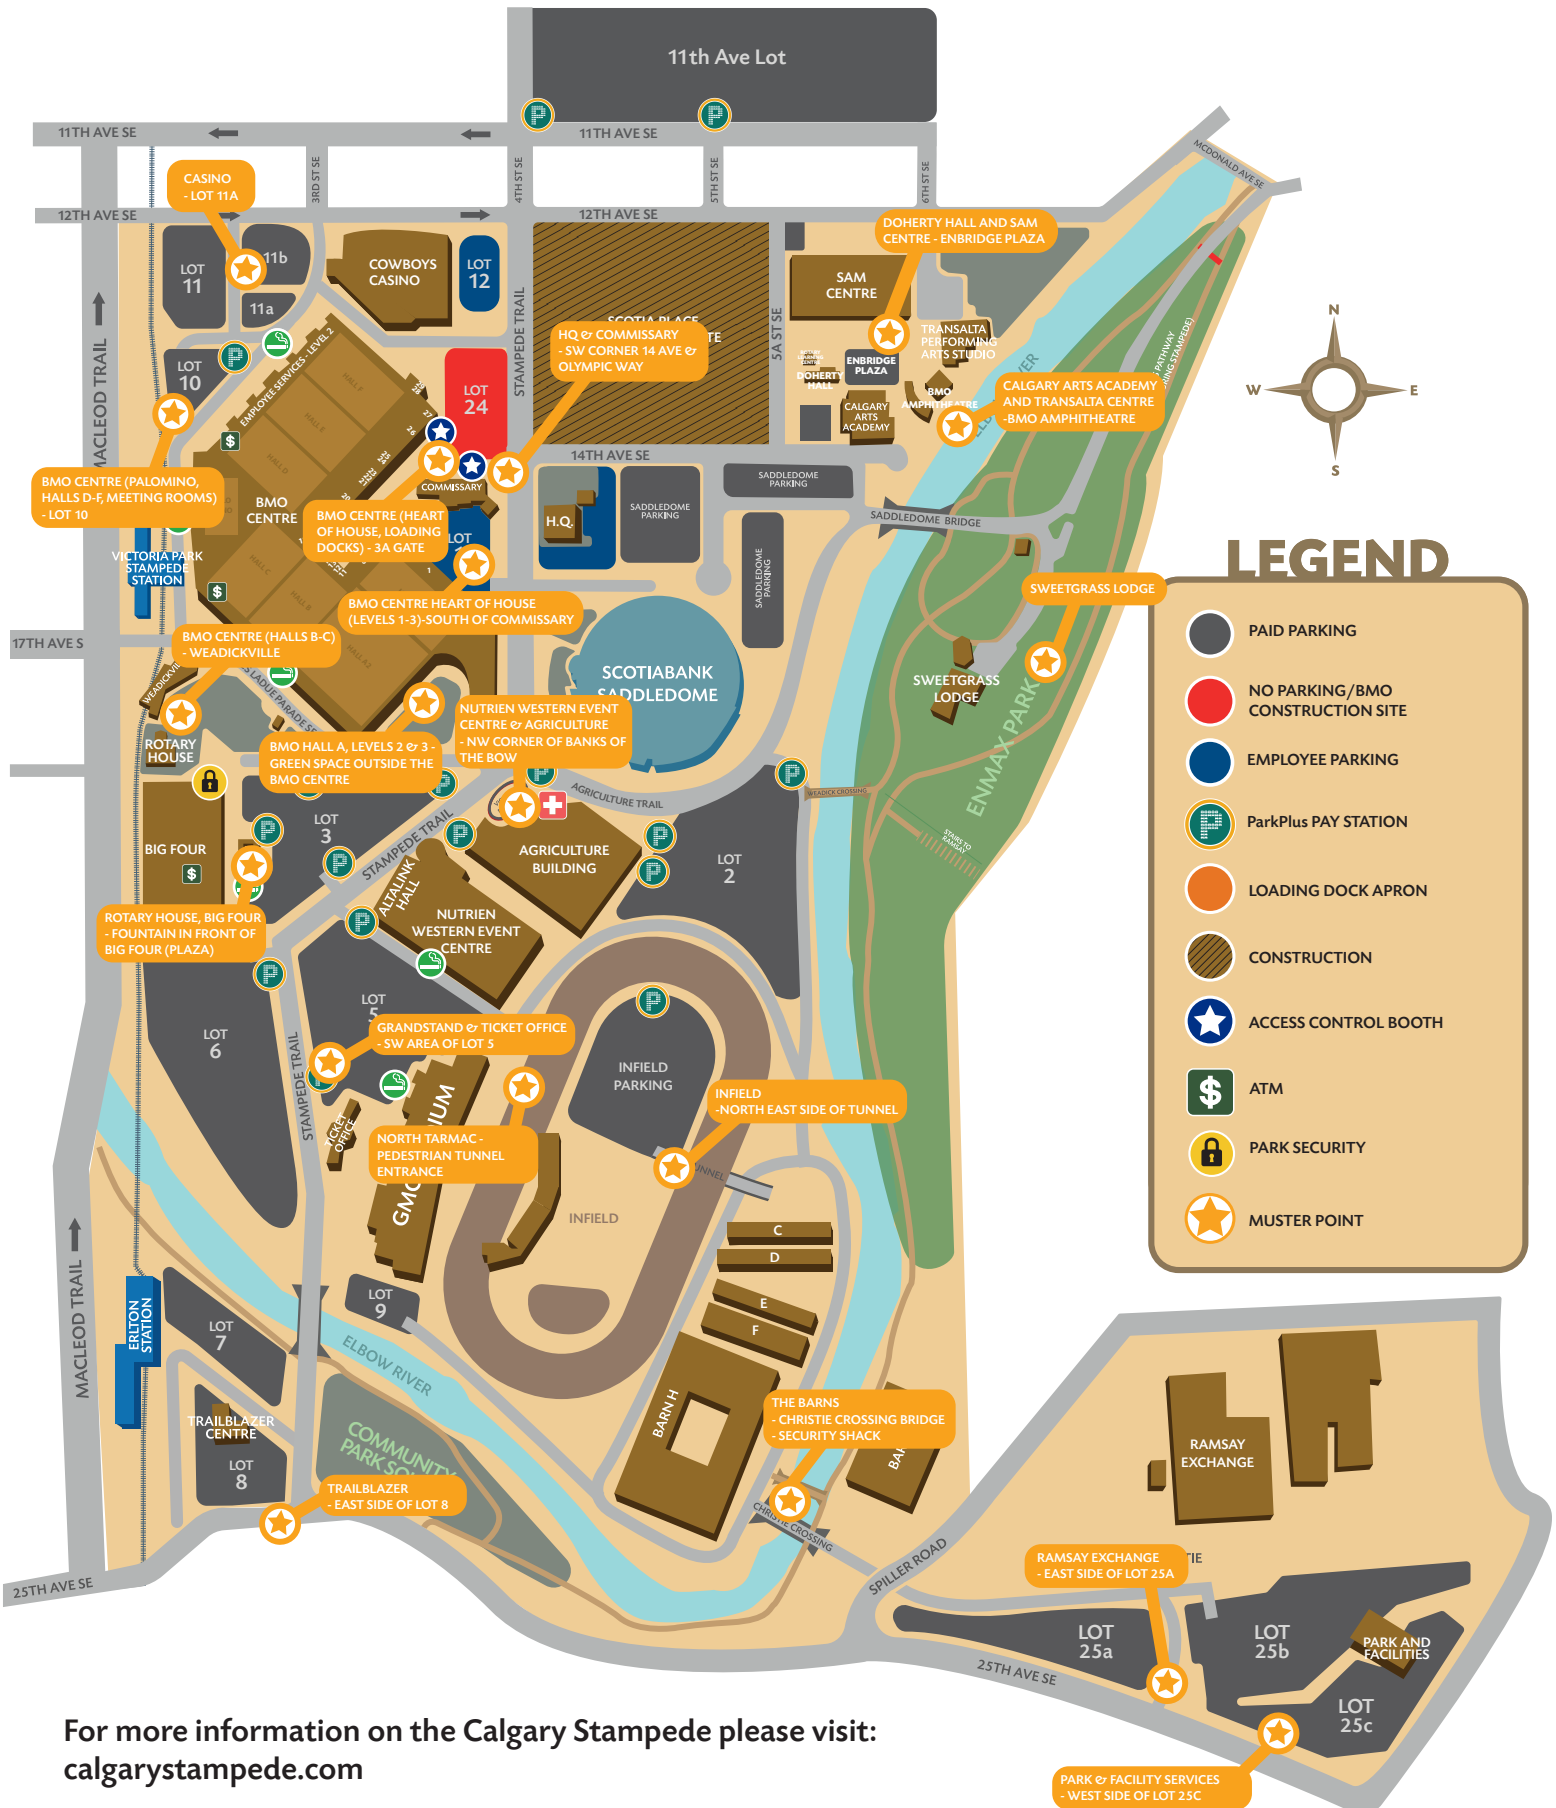 11th Ave Lot
11TH AVE SE
11TH AVE SE
3RD ST SE
4TH ST SE
5TH ST SE
6TH ST SE
MCDONALD AVE SE
CASINO
- LOT 11A
12TH AVE SE
12TH AVE SE
DOHERTY HALL AND SAM
CENTRE - ENBRIDGE PLAZA
LOT
11
11b
11a
COWBOYS
CASINO
LOT
12
SAM
CENTRE
STAMPEDE TRAIL
5A ST SE
HQ & COMMISSARY
- SW CORNER 14 AVE &
OLYMPIC WAY
TRANSALTA
PERFORMING
ARTS STUDIO
ENBRIDGE
PLAZA
DOHERTY
HALL
BMO
AMPHITHEATRE
CALGARY
ARTS
ACADEMY
CALGARY ARTS ACADEMY
AND TRANSALTA CENTRE
-BMO AMPHITHEATRE
N
W
E
S
MACLEOD TRAIL
LOT
10
EMPLOYEE SERVICES - LEVEL 2
HALL F
HALL E
HALL D
LOT
24
14TH AVE SE
BMO CENTRE (PALOMINO,
HALLS D-F, MEETING ROOMS)
- LOT 10
BMO
CENTRE
COMMISSARY
BMO CENTRE (HEART
OF HOUSE, LOADING
DOCKS) - 3A GATE
LOT
H.Q.
SADDLEDOME
PARKING
SADDLEDOME
PARKING
SADDLEDOME
PARKING
SADDLEDOME BRIDGE
VICTORIA PARK
STAMPEDE
STATION
HALL C
HALL B
BMO CENTRE HEART OF HOUSE
(LEVELS 1-3)-SOUTH OF COMMISSARY
SWEETGRASS LODGE
17TH AVE S
BMO CENTRE (HALLS B-C)
- WEADICKVILLE
SCOTIABANK
SADDLEDOME
SWEETGRASS
LODGE
ENMAX PARK
ROTARY
HOUSE
BMO HALL A, LEVELS 2 & 3 -
GREEN SPACE OUTSIDE THE
BMO CENTRE
NUTRIEN WESTERN EVENT
CENTRE & AGRICULTURE
- NW CORNER OF BANKS OF
THE BOW
AGRICULTURE TRAIL
WEADICK CROSSING
STAIRS TO
RAMSAY
BIG FOUR
LOT
3
STAMPEDE TRAIL
AGRICULTURE
BUILDING
LOT
2
ALTALINK
HALL
NUTRIEN
WESTERN EVENT
CENTRE
ROTARY HOUSE, BIG FOUR
- FOUNTAIN IN FRONT OF
BIG FOUR (PLAZA)
LOT
6
LOT
5
GRANDSTAND & TICKET OFFICE
- SW AREA OF LOT 5
STAMPEDE TRAIL
TICKET
OFFICE
NORTH TARMAC -
PEDESTRIAN TUNNEL
ENTRANCE
INFIELD
PARKING
INFIELD
-NORTH EAST SIDE OF TUNNEL
INFIELD
C
D
E
F
BARN H
MACLEOD TRAIL
ERLTON
STATION
LOT
7
LOT
9
ELBOW RIVER
TRAILBLAZER
CENTRE
LOT
8
COMMUNITY
TRAILBLAZER
- EAST SIDE OF LOT 8
THE BARNS
- CHRISTIE CROSSING BRIDGE
- SECURITY SHACK
CHRISTIE CROSSING
25TH AVE SE
SPILLER ROAD
25TH AVE SE
RAMSAY
EXCHANGE
RAMSAY EXCHANGE
- EAST SIDE OF LOT 25A
LOT
25a
LOT
25b
PARK AND
FACILITIES
LOT
25c
PARK & FACILITY SERVICES
- WEST SIDE OF LOT 25C
LEGEND
PAID PARKING
NO PARKING/BMO
CONSTRUCTION SITE
EMPLOYEE PARKING
ParkPlus PAY STATION
LOADING DOCK APRON
CONSTRUCTION
ACCESS CONTROL BOOTH
ATM
PARK SECURITY
MUSTER POINT
For more information on the Calgary Stampede please visit:
calgarystampede.com